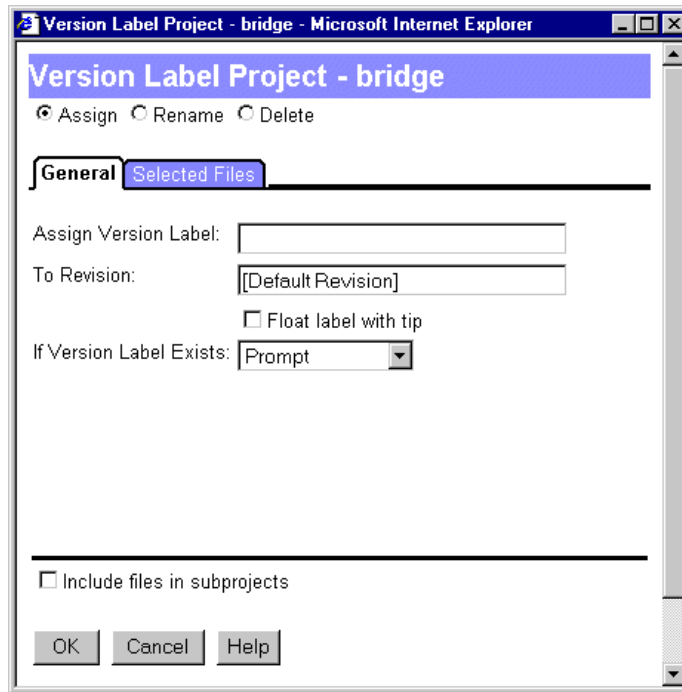 Version Label Project - bridge - Microsoft Internet Explorer
Version Label Project - bridge
Assign Rename Delete
General Selected Files
Assign Version Label:
To Revision: [Default Revision]
Float label with tip
If Version Label Exists: Prompt
Include files in subprojects
OK Cancel Help